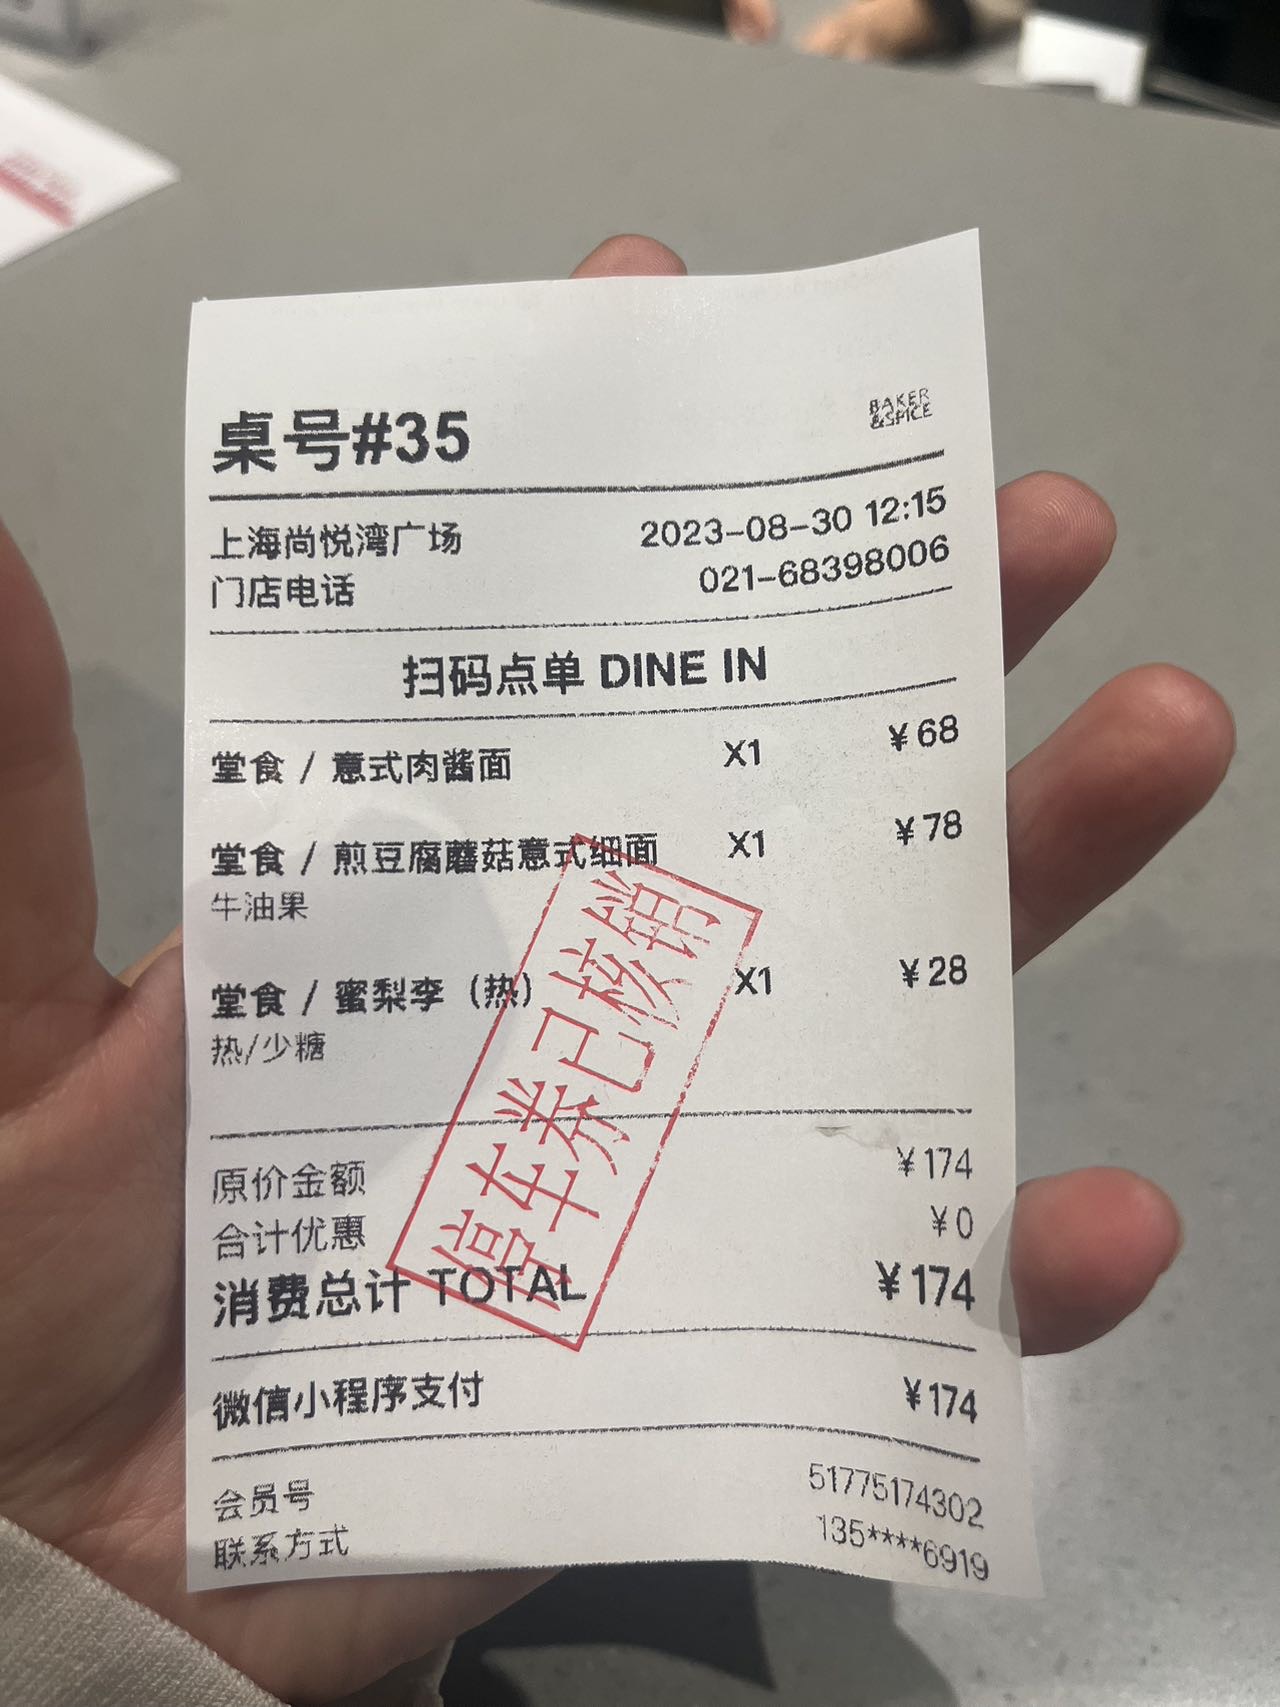 桌号#35
BAKER
&SPICE
上海尚悦湾广场 2023-08-30 12:15
门店电话 021-68398006
扫码点单 DINE IN
堂食 / 意式肉酱面 X1 ¥68
堂食 / 煎豆腐蘑菇意式细面 X1 ¥78
牛油果
堂食 / 蜜梨李（热） X1 ¥28
热/少糖
停车券已核销
原价金额 ¥174
合计优惠 ¥0
消费总计 TOTAL ¥174
微信小程序支付 ¥174
会员号 51775174302
联系方式 135****6919